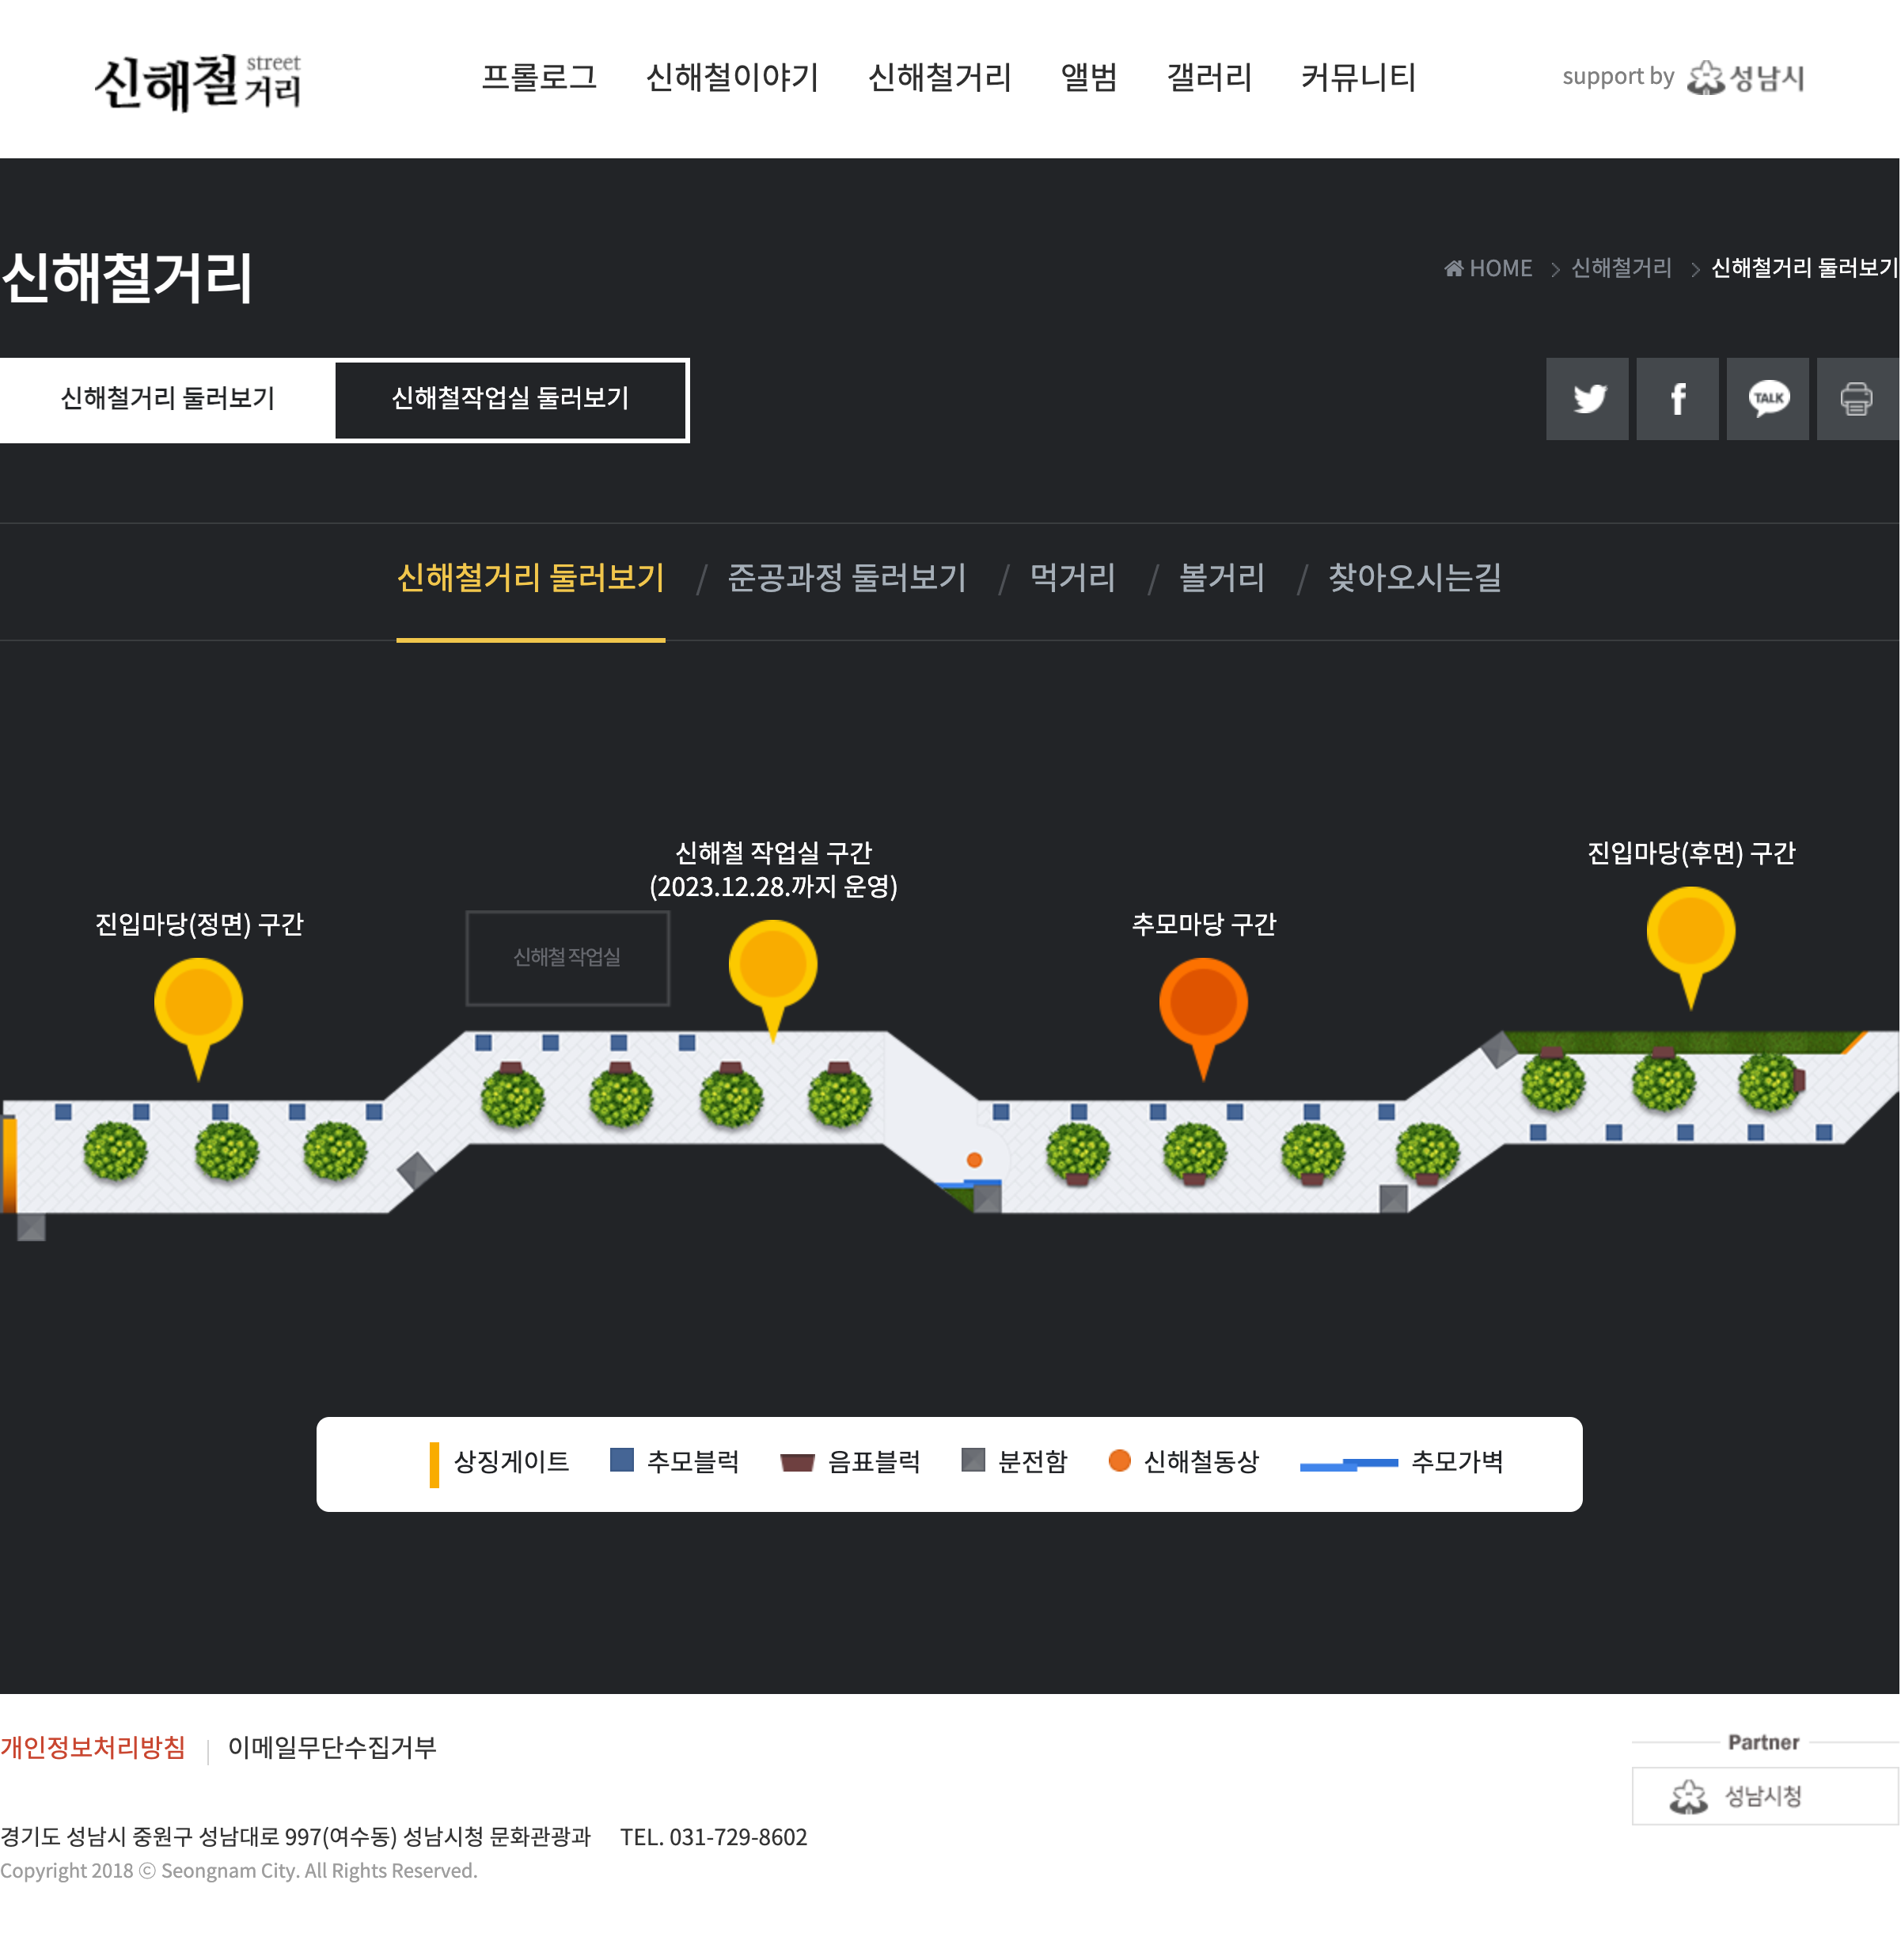 신해철 street 거리
프롤로그 신해철이야기 신해철거리 앨범 갤러리 커뮤니티
support by 성남시
신해철거리
HOME 신해철거리 신해철거리 둘러보기
신해철거리 둘러보기 신해철작업실 둘러보기
f TALK
신해철거리 둘러보기 / 준공과정 둘러보기 / 먹거리 / 볼거리 / 찾아오시는길
진입마당(정면) 구간
신해철 작업실
신해철 작업실 구간
(2023.12.28.까지 운영)
추모마당 구간
진입마당(후면) 구간
상징게이트 추모블럭 음표블럭 분전함 신해철동상 추모가벽
개인정보처리방침 이메일무단수집거부
Partner
성남시청
경기도 성남시 중원구 성남대로 997(여수동) 성남시청 문화관광과 TEL. 031-729-8602
Copyright 2018 ⓒ Seongnam City. All Rights Reserved.